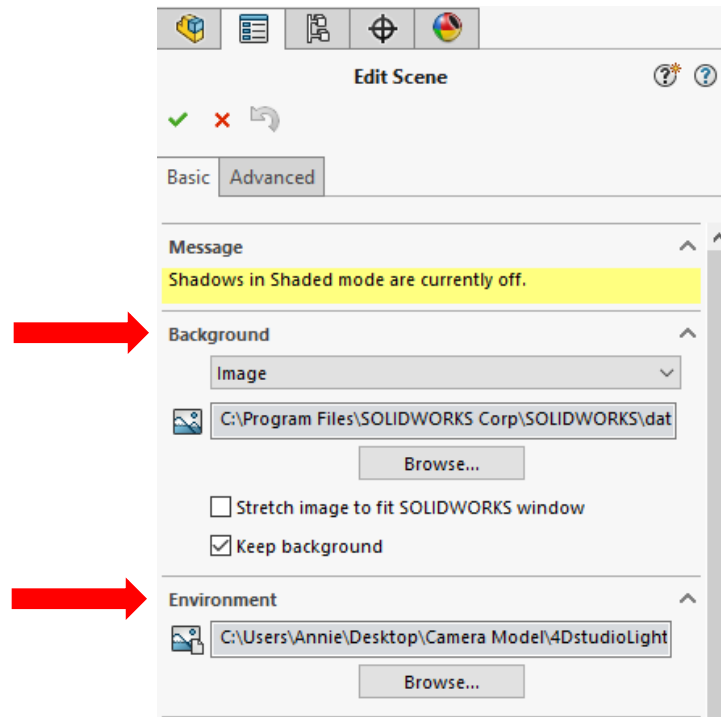 Edit Scene
Basic Advanced
Message
Shadows in Shaded mode are currently off.
Background
Image
C:\Program Files\SOLIDWORKS Corp\SOLIDWORKS\dat
Browse...
Stretch image to fit SOLIDWORKS window
Keep background
Environment
C:\Users\Annie\Desktop\Camera Model\4DstudioLight
Browse...